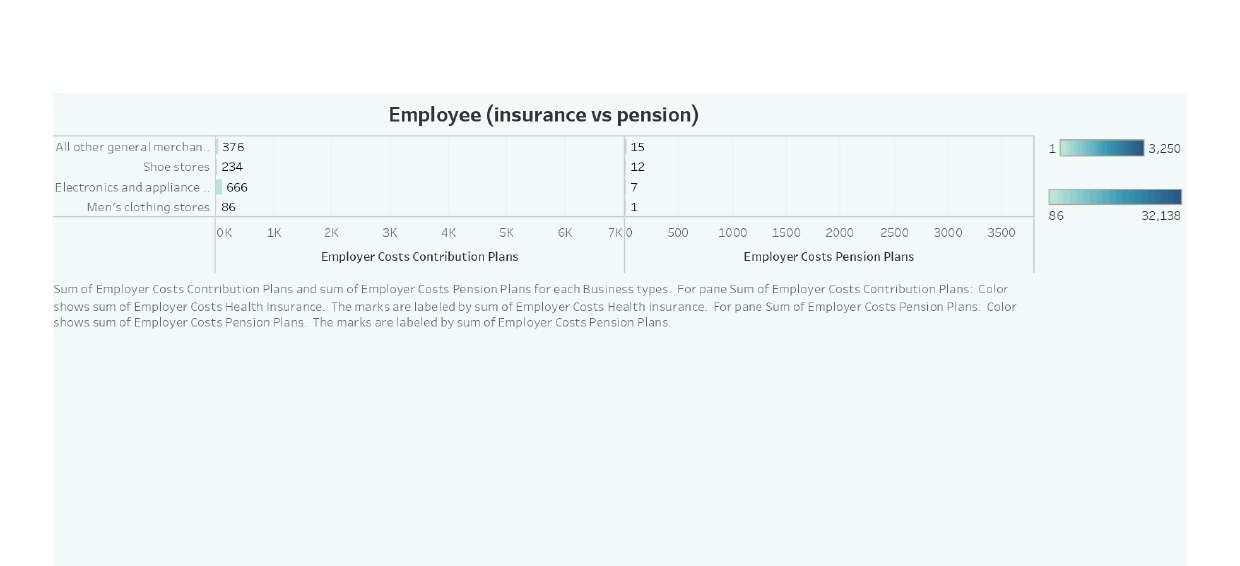 Employee (insurance vs pension)
All other general merchan.. 376 15
Shoe stores 234 12
Electronics and appliance .. 666 7
Men's clothing stores 86 1
0K 1K 2K 3K 4K 5K 6K 7K 0 500 1000 1500 2000 2500 3000 3500
Employer Costs Contribution Plans Employer Costs Pension Plans
1 3,250
86 32,138
Sum of Employer Costs Contribution Plans and sum of Employer Costs Pension Plans for each Business types. For pane Sum of Employer Costs Contribution Plans: Color
shows sum of Employer Costs Health Insurance. The marks are labeled by sum of Employer Costs Health Insurance. For pane Sum of Employer Costs Pension Plans: Color
shows sum of Employer Costs Pension Plans. The marks are labeled by sum of Employer Costs Pension Plans.